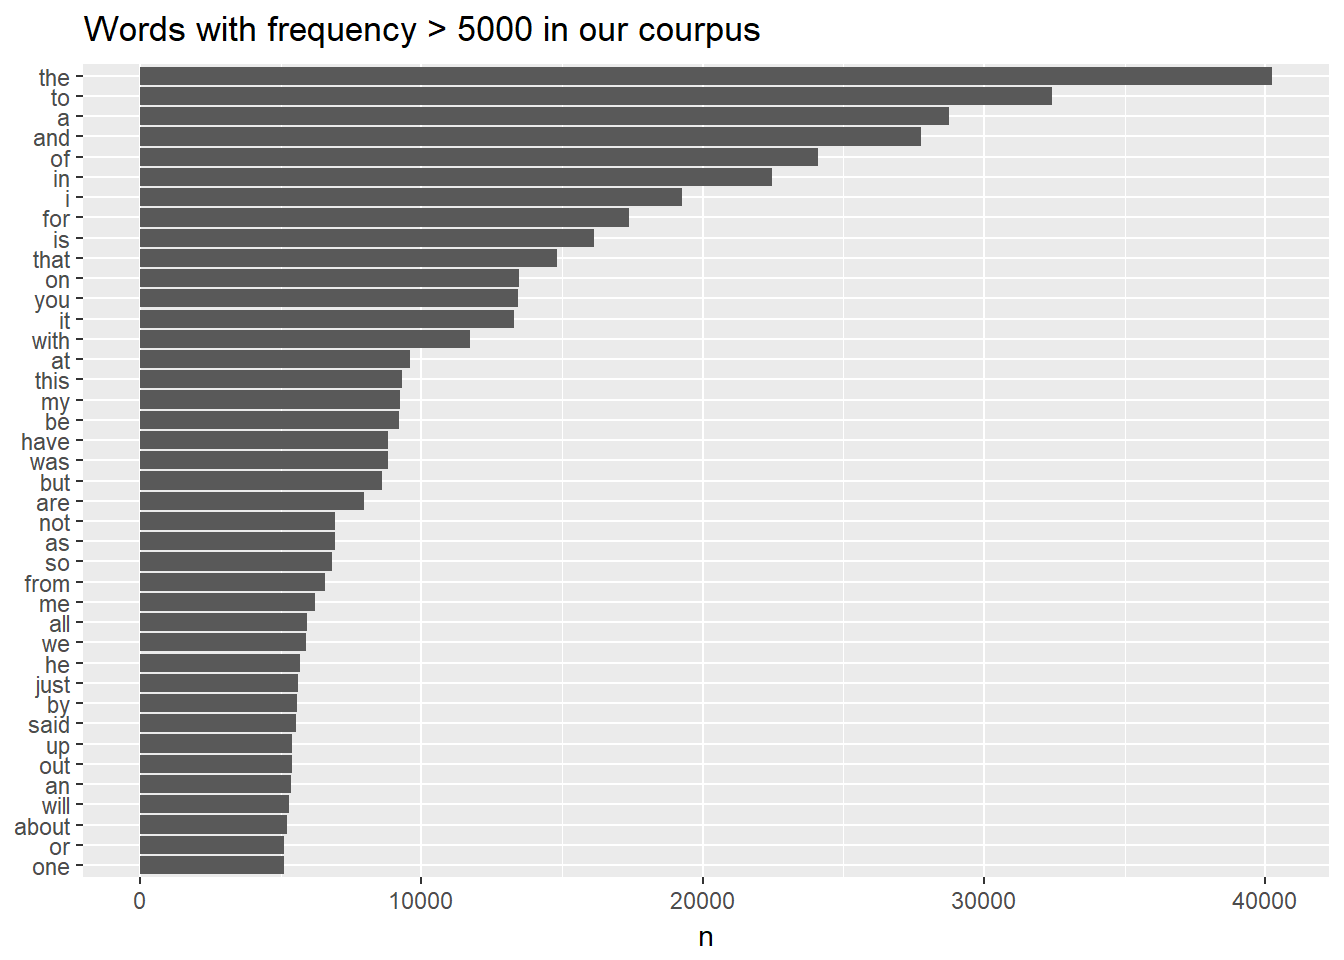 Words with frequency > 5000 in our courpus
the
to
a
and
of
in
i
for
is
that
on
you
it
with
at
this
my
be
have
was
but
are
not
as
so
from
me
all
we
he
just
by
said
up
out
an
will
about
or
one
0 10000 20000 30000 40000
n